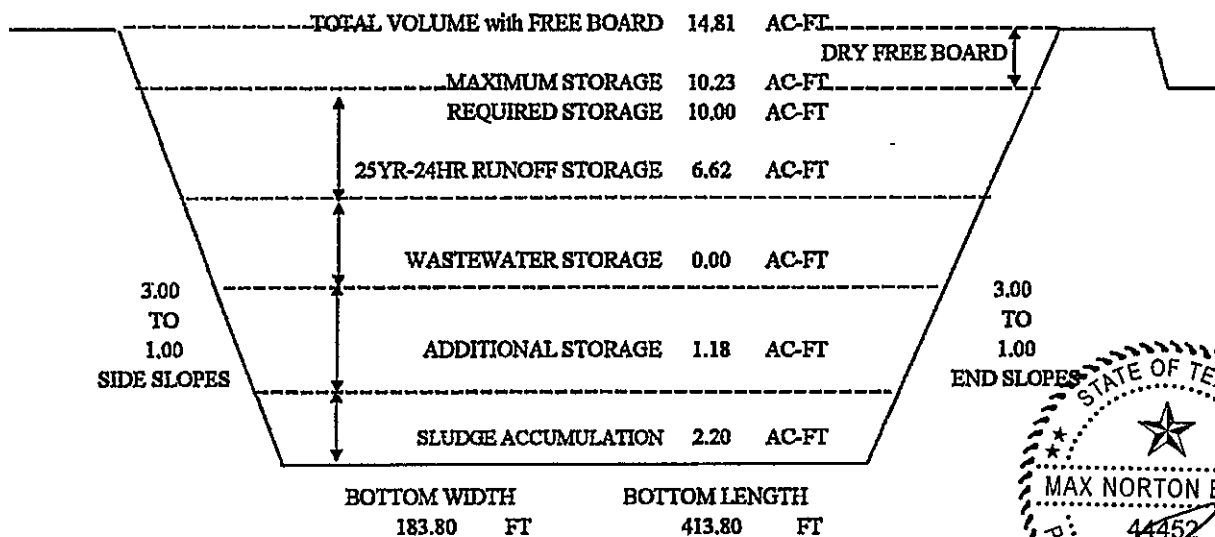 TOTAL VOLUME with FREE BOARD 14.81 AC-FT
DRY FREE BOARD
MAXIMUM STORAGE 10.23 AC-FT
REQUIRED STORAGE 10.00 AC-FT
25YR-24HR RUNOFF STORAGE 6.62 AC-FT
WASTEWATER STORAGE 0.00 AC-FT
3.00
TO
1.00
SIDE SLOPES
3.00
TO
1.00
END SLOPES
ADDITIONAL STORAGE 1.18 AC-FT
SLUDGE ACCUMULATION 2.20 AC-FT
BOTTOM WIDTH
183.80 FT
BOTTOM LENGTH
413.80 FT
STATE OF TE
MAX NORTON
44452